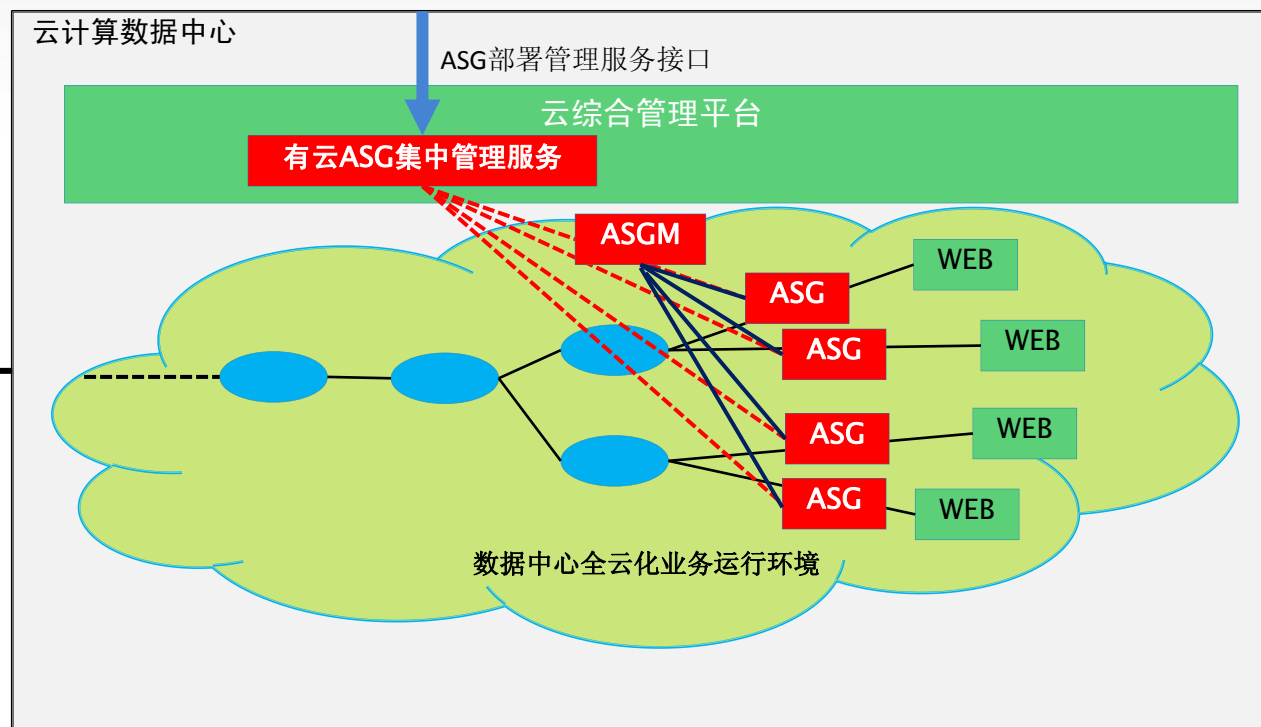 云计算数据中心
ASG部署管理服务接口
云综合管理平台
有云ASG集中管理服务
ASGM
WEB
ASG
WEB
ASG
WEB
ASG
WEB
ASG
数据中心全云化业务运行环境